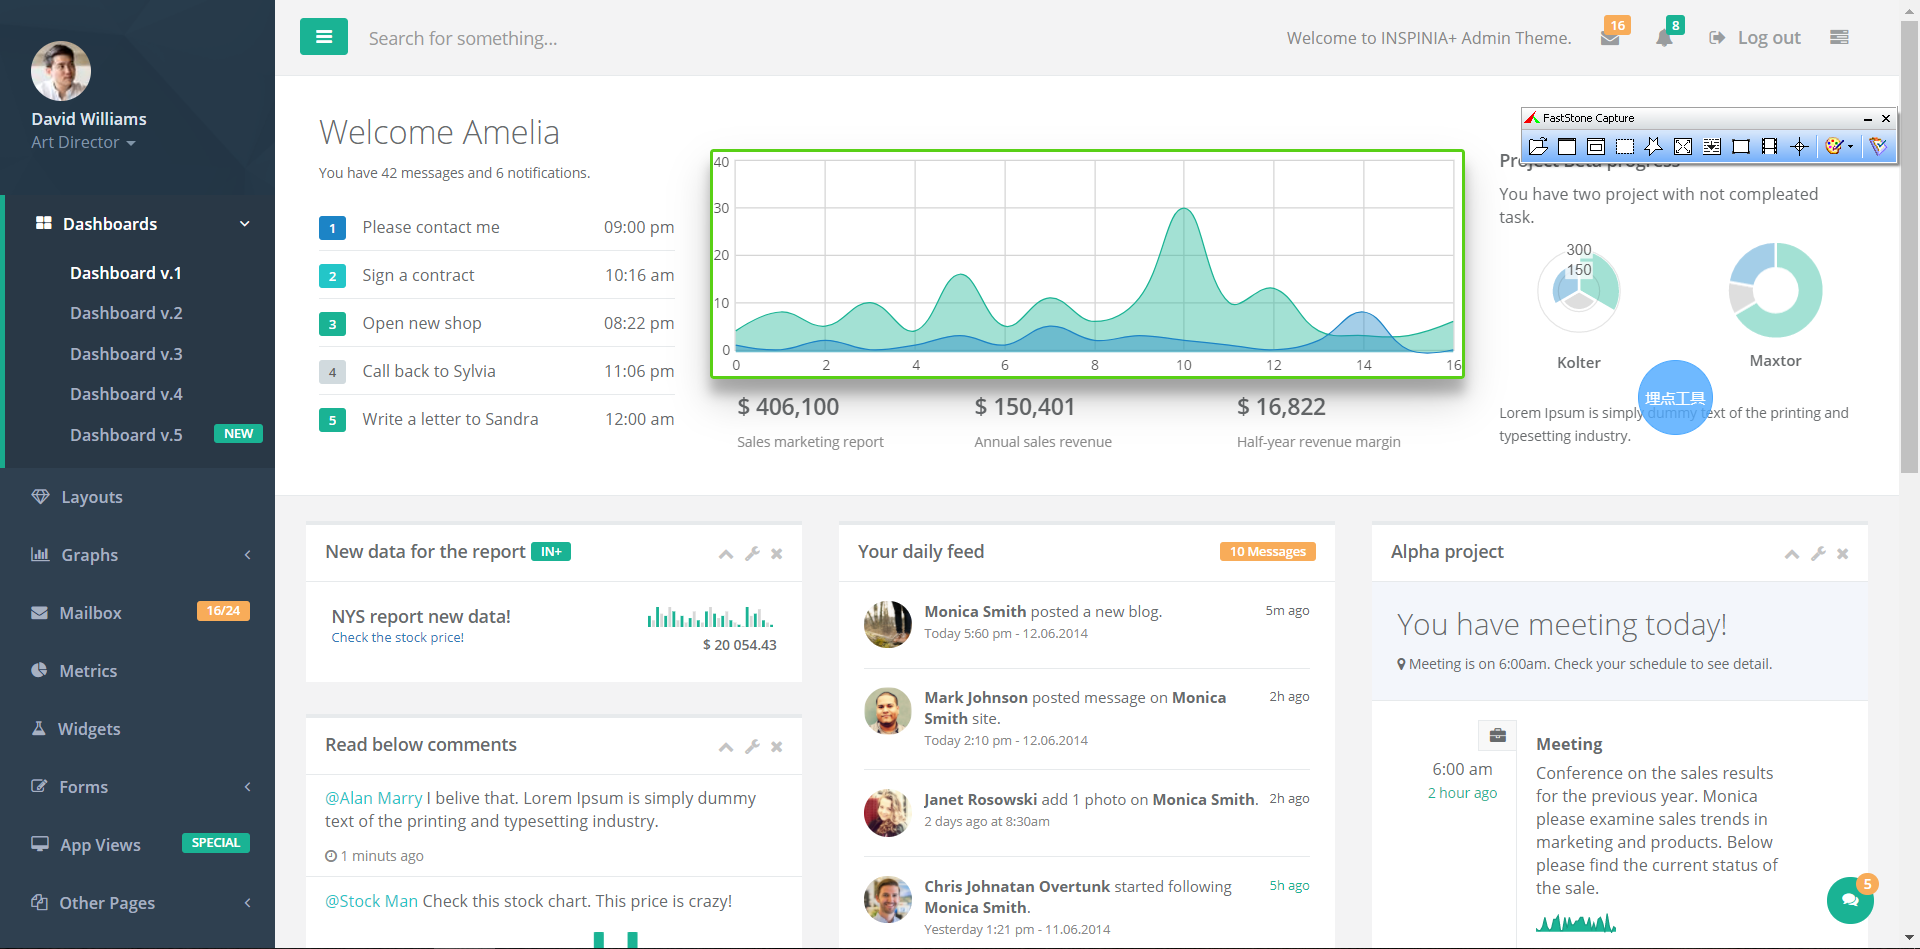 David Williams
Art Director
Dashboards
Dashboard v.1
Dashboard v.2
Dashboard v.3
Dashboard v.4
Dashboard v.5 NEW
Layouts
Graphs
Mailbox 16/24
Metrics
Widgets
Forms
App Views SPECIAL
Other Pages
Search for something...
Welcome to INSPINIA+ Admin Theme.
16
8
Log out
Welcome Amelia
You have 42 messages and 6 notifications.
1 Please contact me 09:00 pm
2 Sign a contract 10:16 am
3 Open new shop 08:22 pm
4 Call back to Sylvia 11:06 pm
5 Write a letter to Sandra 12:00 am
40
30
20
10
0
0 2 4 6 8 10 12 14 16
$ 406,100
Sales marketing report
$ 150,401
Annual sales revenue
$ 16,822
Half-year revenue margin
FastStone Capture
Project Beta progress
You have two project with not compleated
task.
300
150
Kolter
Maxtor
埋点工具
Lorem Ipsum is simply dummy text of the printing and
typesetting industry.
New data for the report IN+
NYS report new data!
Check the stock price!
$ 20 054.43
Read below comments
@Alan Marry I belive that. Lorem Ipsum is simply dummy
text of the printing and typesetting industry.
1 minuts ago
@Stock Man Check this stock chart. This price is crazy!
Your daily feed 10 Messages
Monica Smith posted a new blog. 5m ago
Today 5:60 pm - 12.06.2014
Mark Johnson posted message on Monica 2h ago
Smith site.
Today 2:10 pm - 12.06.2014
Janet Rosowski add 1 photo on Monica Smith. 2h ago
2 days ago at 8:30am
Chris Johnatan Overtunk started following 5h ago
Monica Smith.
Yesterday 1:21 pm - 11.06.2014
Alpha project
You have meeting today!
Meeting is on 6:00am. Check your schedule to see detail.
6:00 am
2 hour ago
Meeting
Conference on the sales results
for the previous year. Monica
please examine sales trends in
marketing and products. Below
please find the current status of
the sale.
5